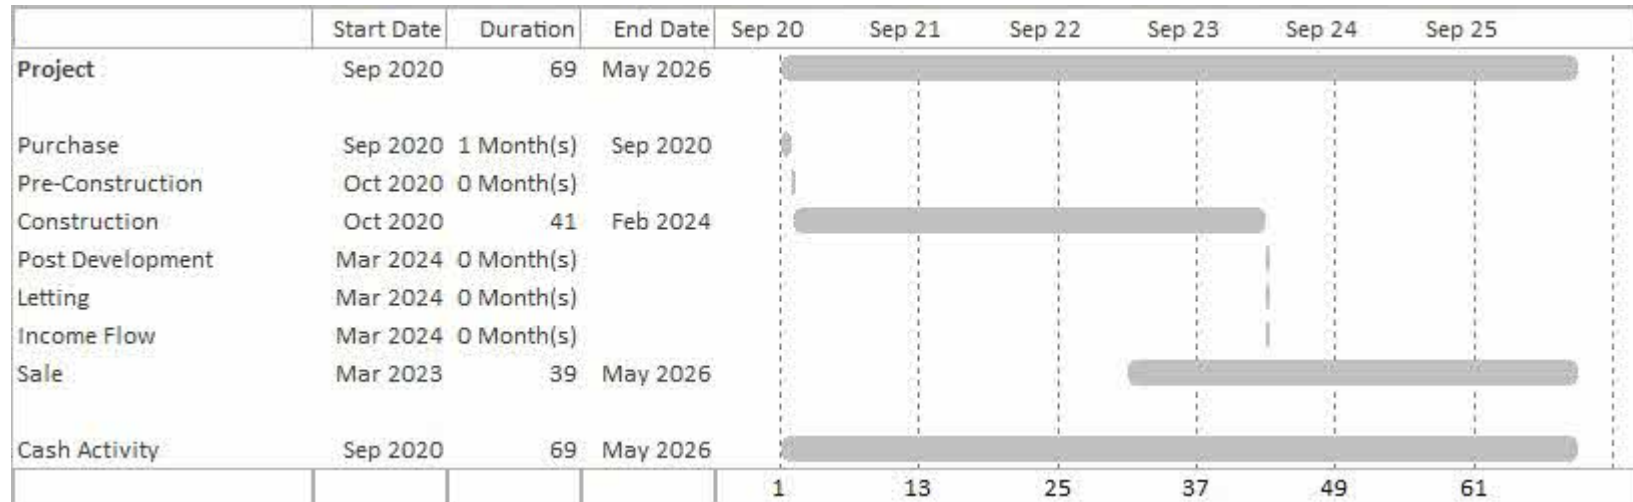 Start Date Duration End Date Sep 20 Sep 21 Sep 22 Sep 23 Sep 24 Sep 25
Project Sep 2020 69 May 2026
Purchase Sep 2020 1 Month(s) Sep 2020
Pre-Construction Oct 2020 0 Month(s)
Construction Oct 2020 41 Feb 2024
Post Development Mar 2024 0 Month(s)
Letting Mar 2024 0 Month(s)
Income Flow Mar 2024 0 Month(s)
Sale Mar 2023 39 May 2026
Cash Activity Sep 2020 69 May 2026
1 13 25 37 49 61